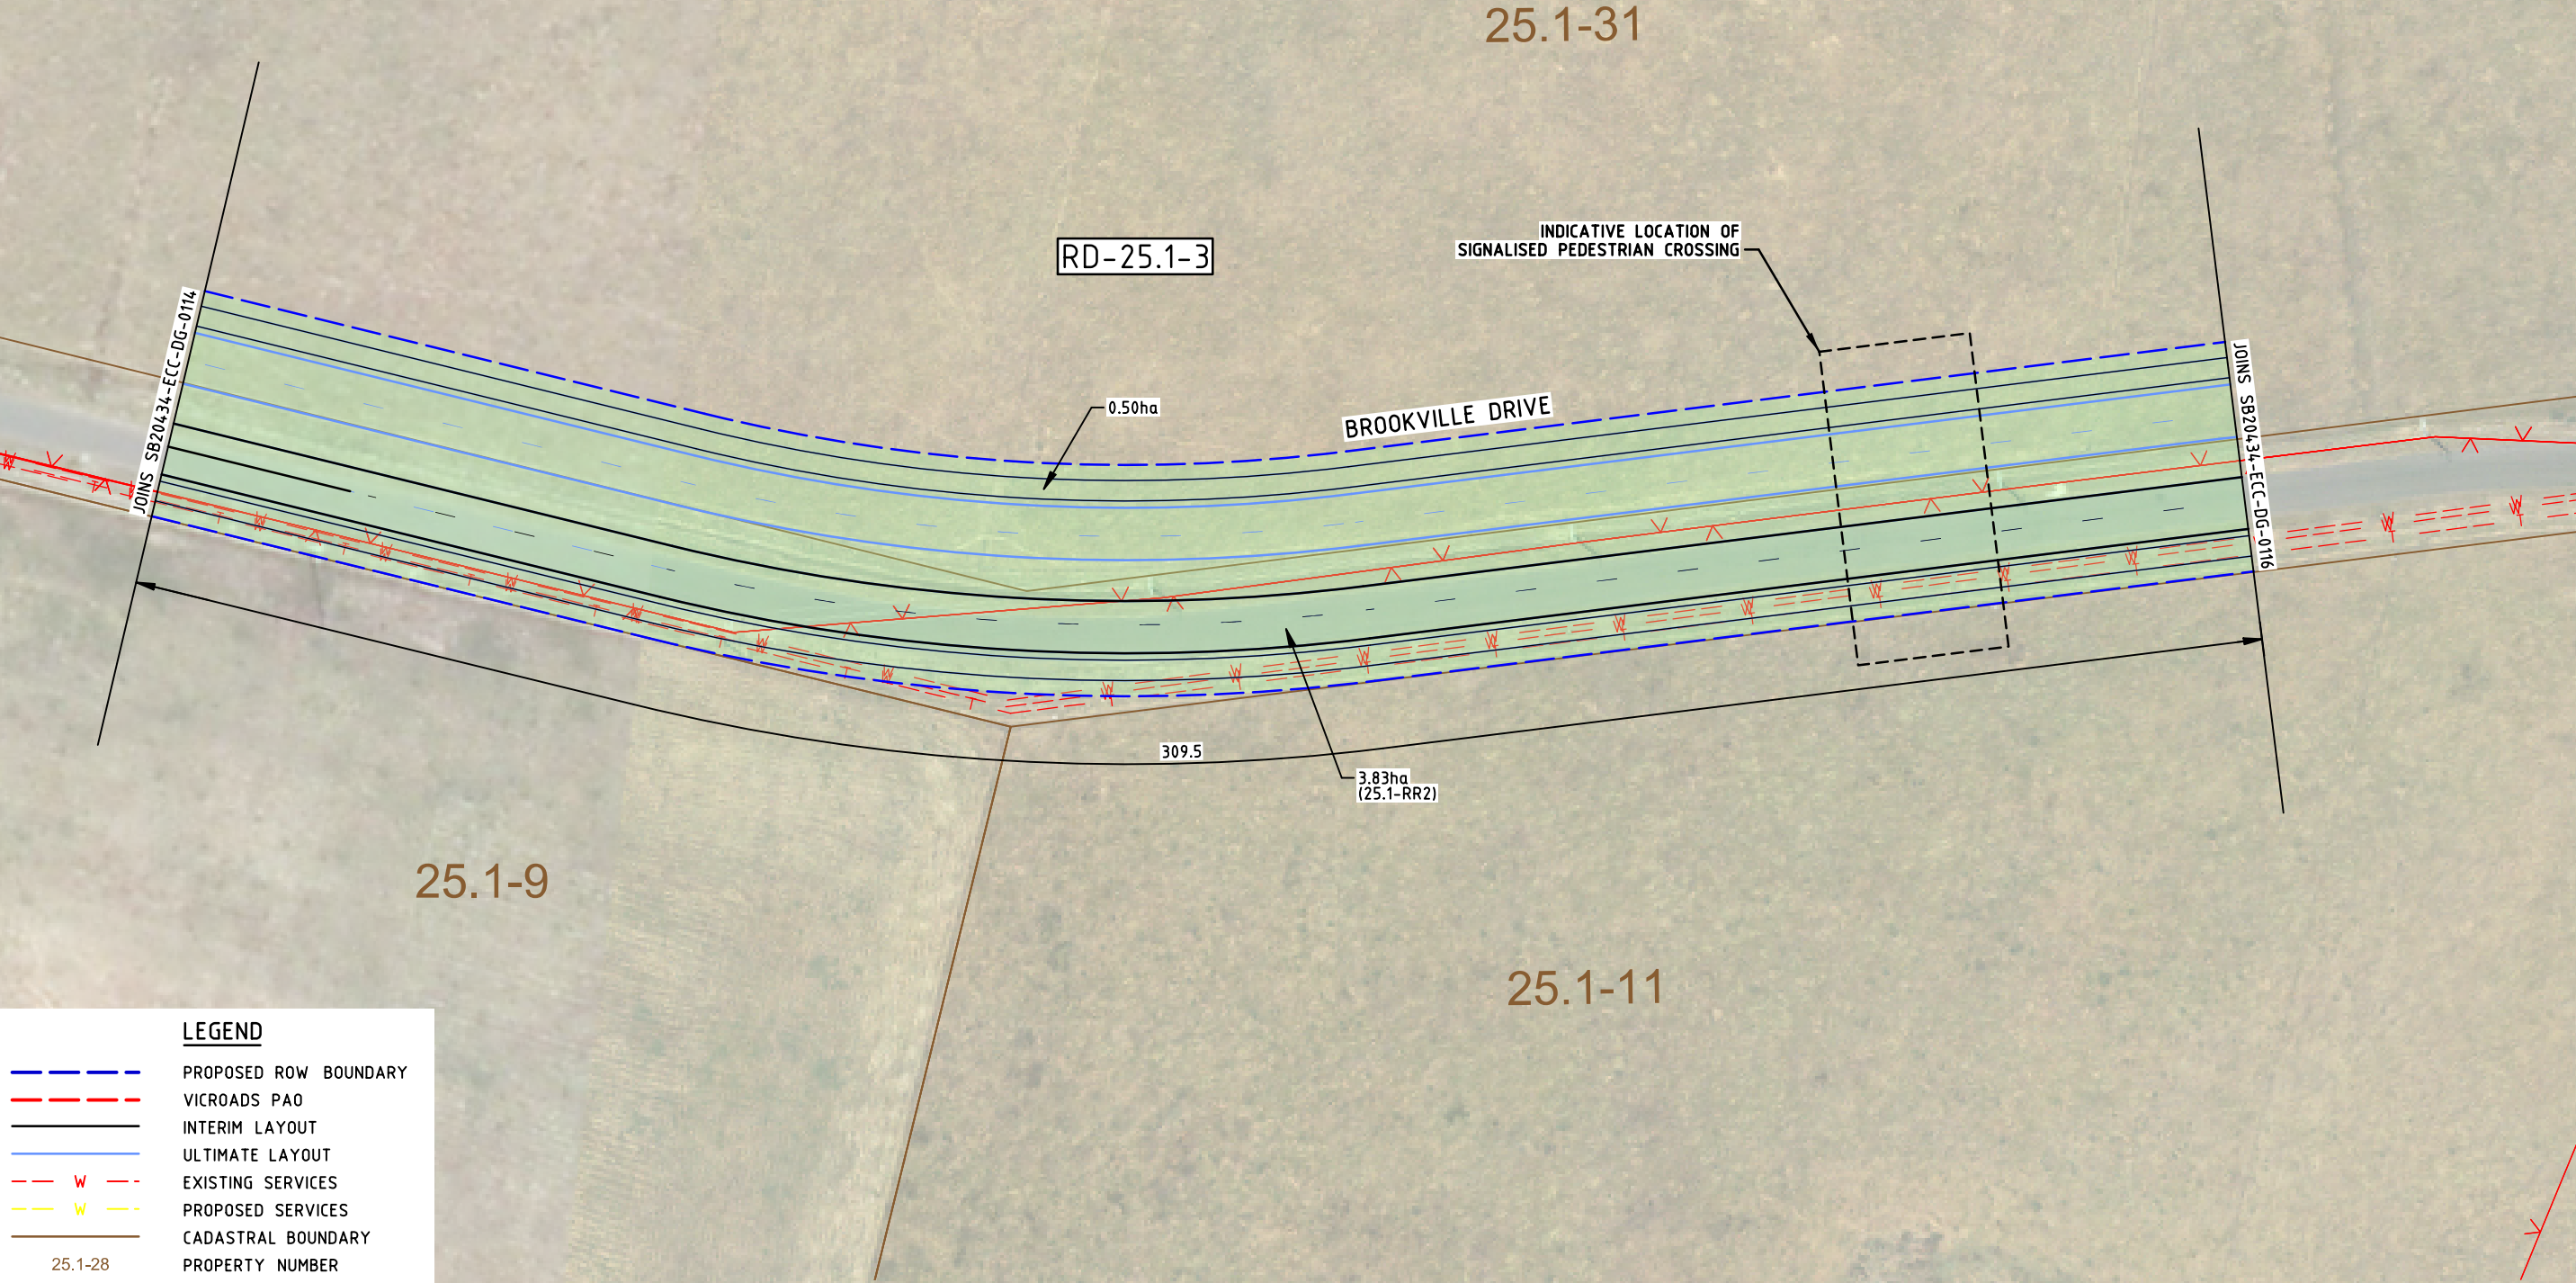 25.1-31
INDICATIVE LOCATION OF
SIGNALISED PEDESTRIAN CROSSING
RD-25.1-3
JOINS SB20434-ECC-DG-0114
JOINS SB20434-ECC-DG-0116
0.50ha
BROOKVILLE DRIVE
309.5
3.83ha
(25.1-RR2)
25.1-9
25.1-11
LEGEND
PROPOSED ROW BOUNDARY
VICROADS PAO
INTERIM LAYOUT
ULTIMATE LAYOUT
W EXISTING SERVICES
W PROPOSED SERVICES
CADASTRAL BOUNDARY
25.1-28 PROPERTY NUMBER